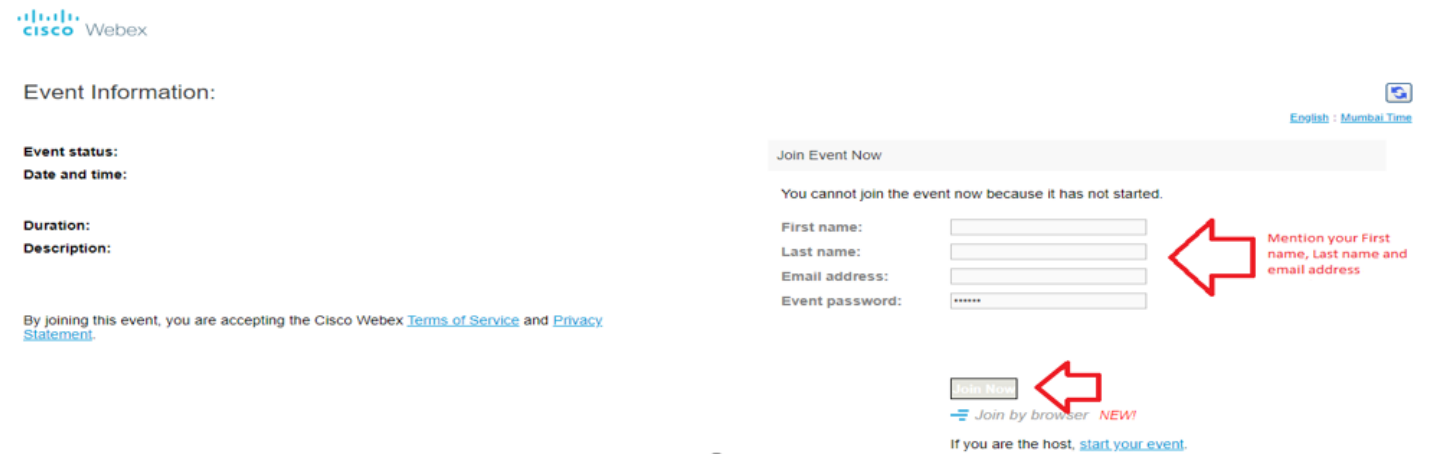 CISCO Webex
Event Information:
English : Mumbai Time
Event status:
Date and time:
Duration:
Description:
By joining this event, you are accepting the Cisco Webex Terms of Service and Privacy
Statement.
Join Event Now
You cannot join the event now because it has not started.
First name:
Last name:
Email address:
Event password: ••••••
Mention your First
name, Last name and
email address
Join Now
Join by browser NEW!
If you are the host, start your event.